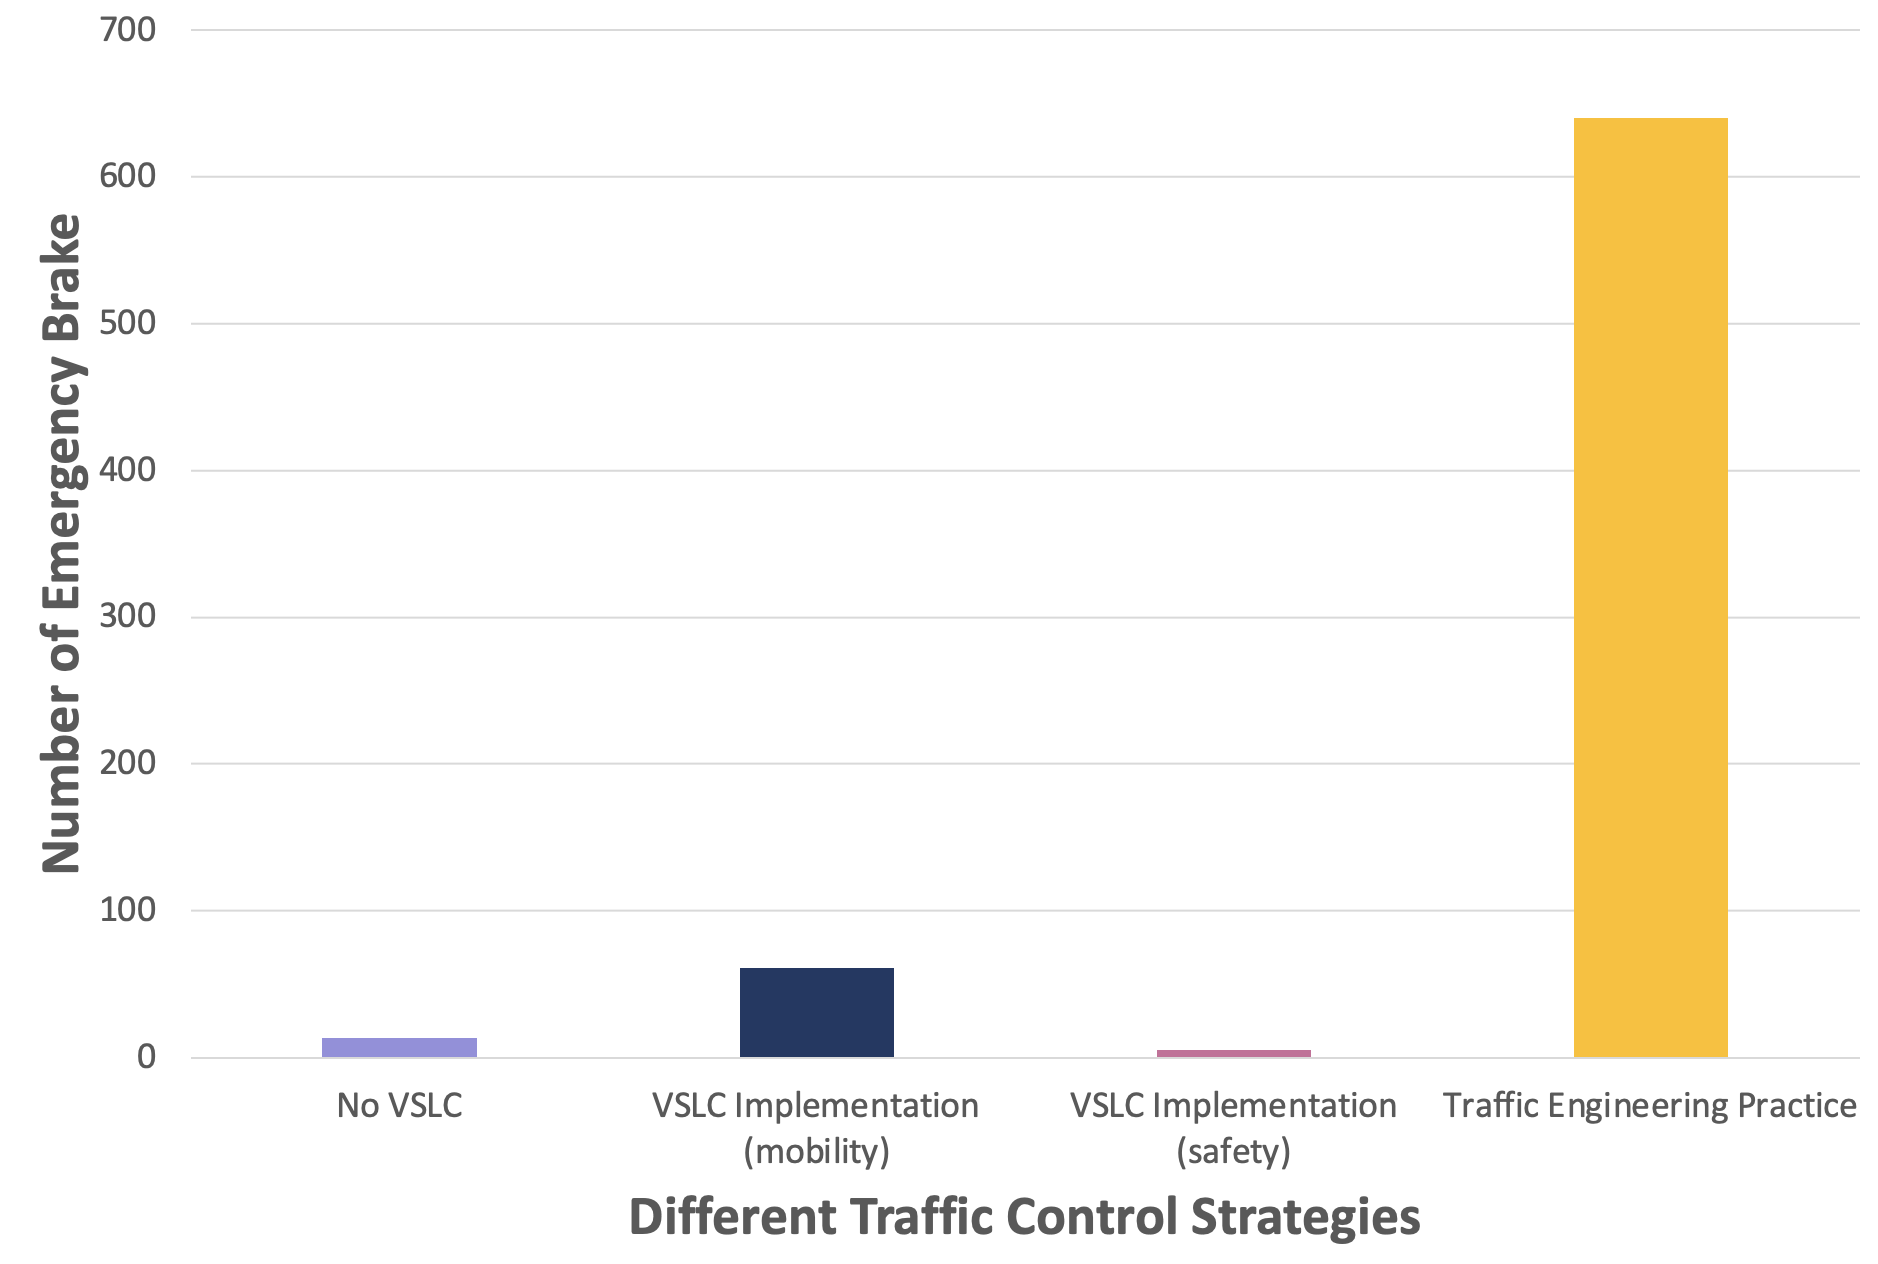 700
600
500
400
300
200
100
0
Number of Emergency Brake
No VSLC
VSLC Implementation
(mobility)
VSLC Implementation
(safety)
Traffic Engineering Practice
Different Traffic Control Strategies